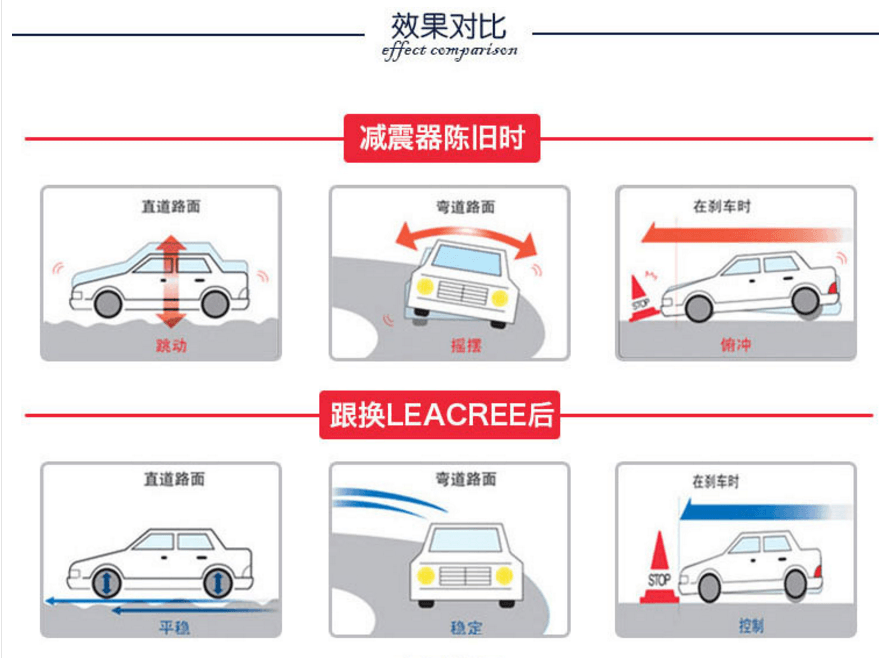 效果对比
effect comparison
减震器陈旧时
直道路面
弯道路面
在刹车时
STOP
跳动
摇摆
俯冲
跟换LEACREE后
直道路面
弯道路面
在刹车时
STOP
平稳
稳定
控制